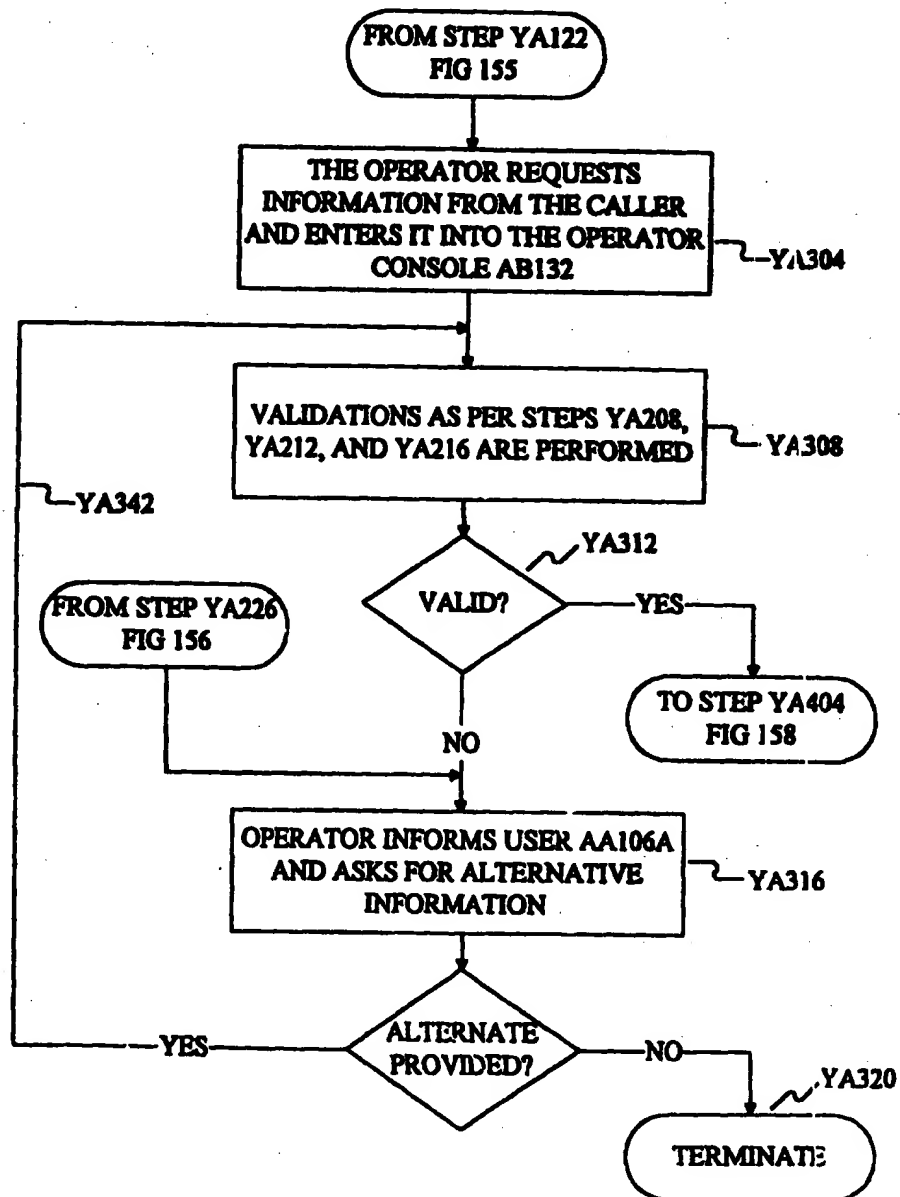 FROM STEP YA122
FIG 155
THE OPERATOR REQUESTS
INFORMATION FROM THE CALLER
AND ENTERS IT INTO THE OPERATOR
CONSOLE AB132
YA304
VALIDATIONS AS PER STEPS YA208,
YA212, AND YA216 ARE PERFORMED
YA308
YA342
YA312
VALID?
YES
FROM STEP YA226
FIG 156
TO STEP YA404
FIG 158
NO
OPERATOR INFORMS USER AA106A
AND ASKS FOR ALTERNATIVE
INFORMATION
YA316
YES
ALTERNATE
PROVIDED?
NO
YA320
TERMINATE